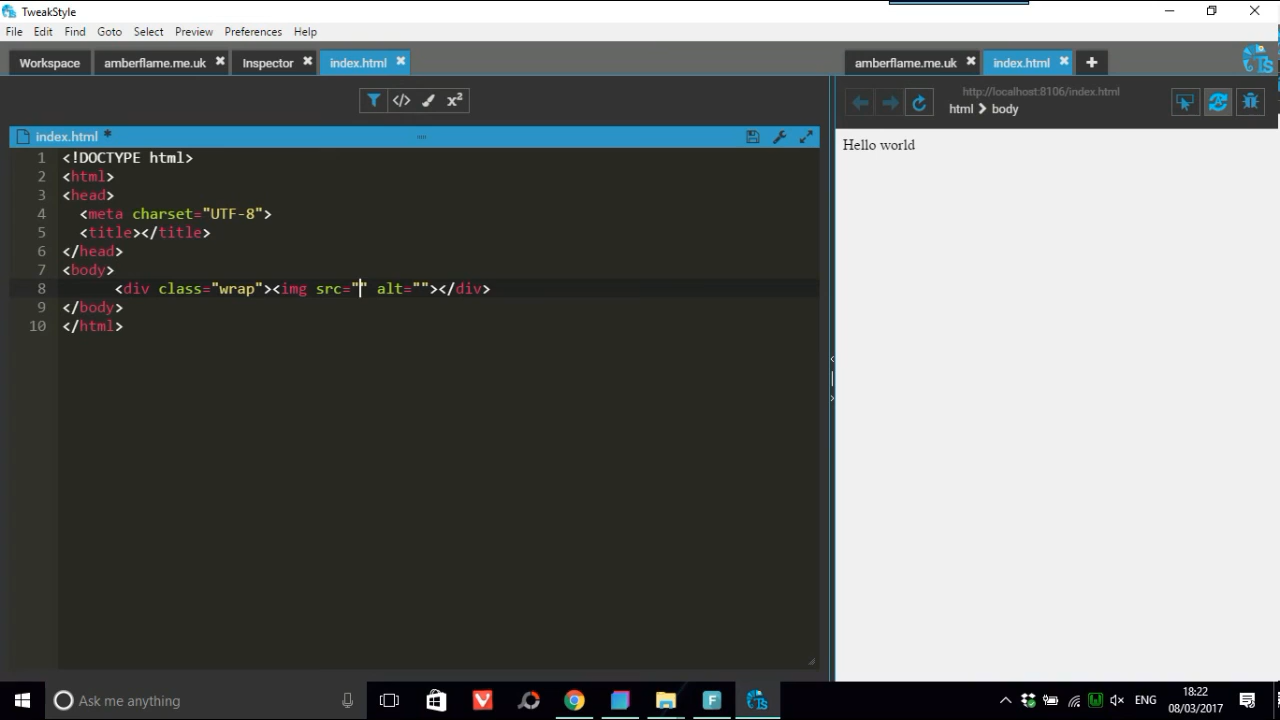 TweakStyle
File Edit Find Goto Select Preview Preferences Help
Workspace amberflame.me.uk Inspector index.html
amberflame.me.uk index.html
TS
</> x²
http://localhost:8106/index.html
html body
index.html *
1 <!DOCTYPE html>
2 <html>
3 <head>
4 <meta charset="UTF-8">
5 <title></title>
6 </head>
7 <body>
8 <div class="wrap"><img src="" alt=""></div>
9 </body>
10 </html>
Hello world
Ask me anything
F
Ts
ENG
18:22
08/03/2017